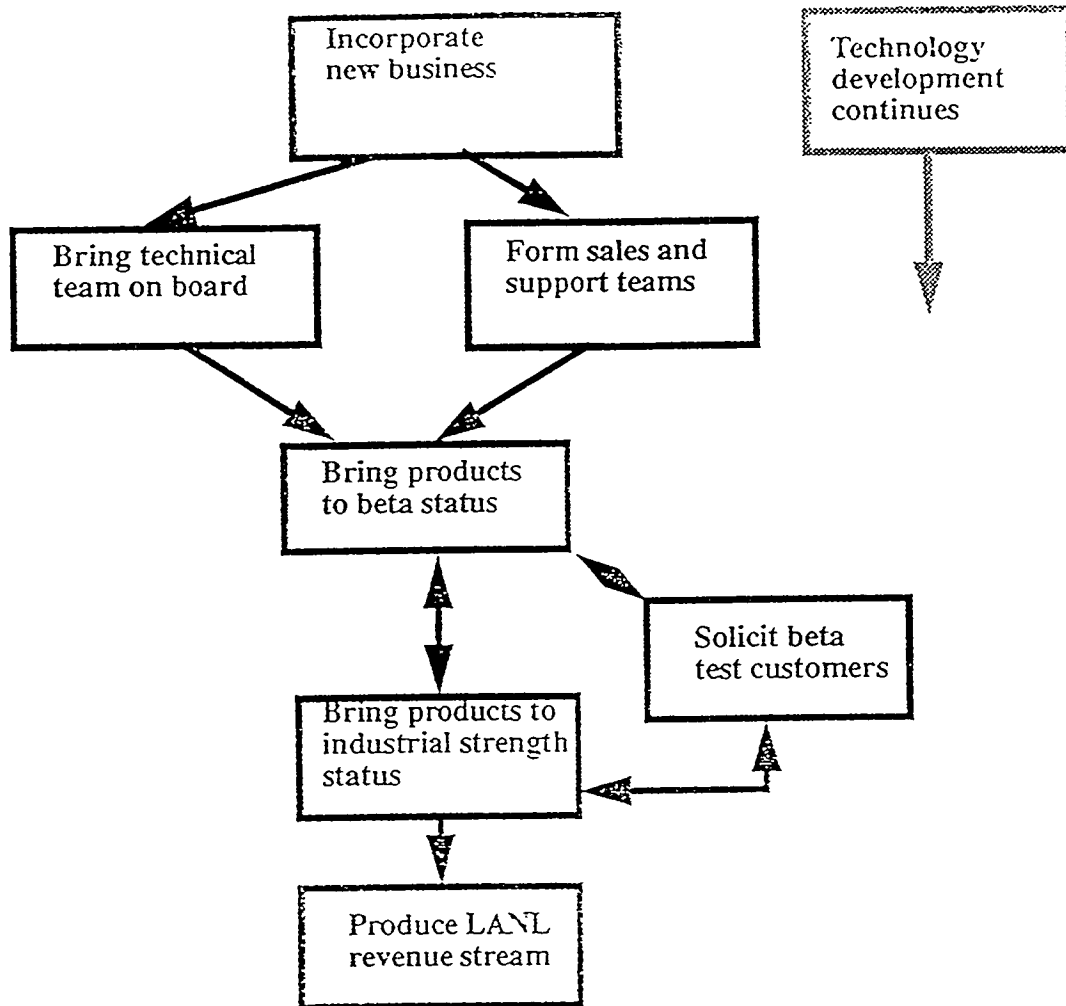 Incorporate
new business
Technology
development
continues
Bring technical
team on board
Form sales and
support teams
Bring products
to beta status
Solicit beta
test customers
Bring products to
industrial strength
status
Produce LANL
revenue stream